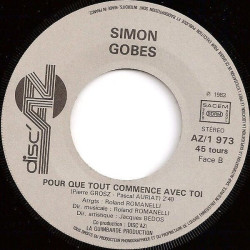 SIMON
GOBES
disc'AZ
℗ 1983
SACEM
STEREO
AZ/1 973
45 tours
Face B
POUR QUE TOUT COMMENCE AVEC TOI
(Pierre GROSZ - Pascal AURIAT) 2'40
Arrgts : Roland ROMANELLI
Dir. musicale : Roland ROMANELLI
Dir. artistique : Jacques BEDOS
Co-production : DISC'AZ/
LA GUIMBARDE PRODUCTION